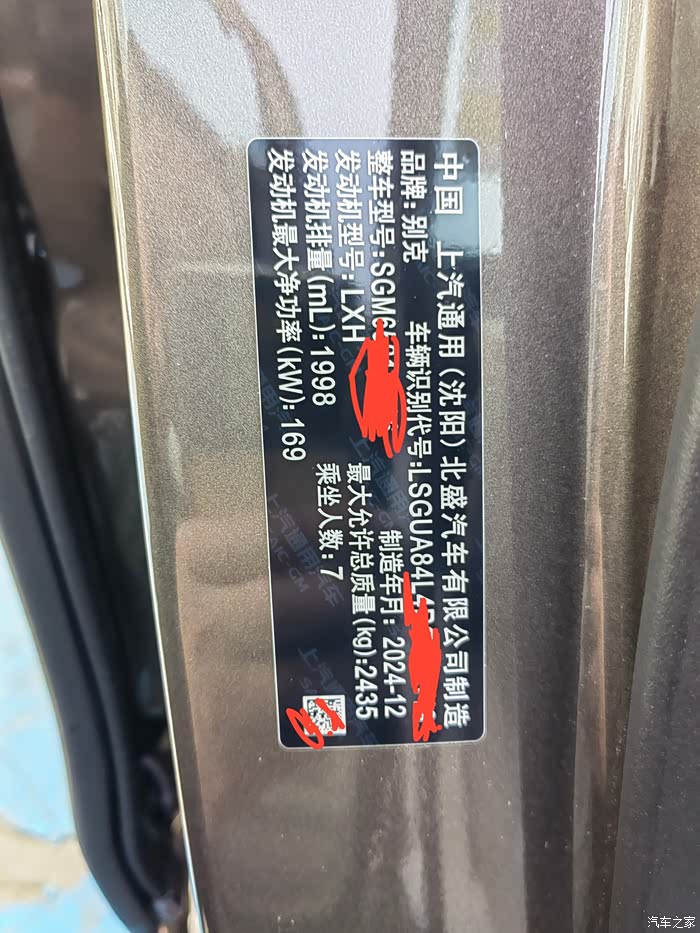 中国 上汽通用(沈阳)北盛汽车有限公司制造
品牌:别克 车辆识别代号:LSGUA84L4
整车型号:SGM6 制造年月:2024-12
发动机型号:LXH 最大允许总质量(kg):2435
发动机排量(mL):1998 乘坐人数:7
发动机最大净功率(kW):169
汽车之家